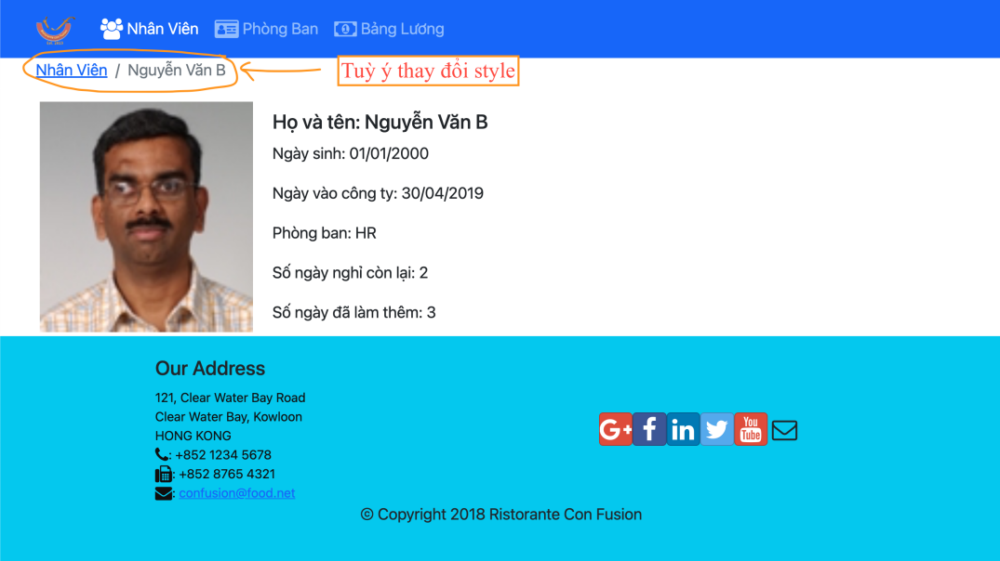 Nhân Viên
Phòng Ban
Bảng Lương
Nhân Viên / Nguyễn Văn B
Tuỳ ý thay đổi style
Họ và tên: Nguyễn Văn B
Ngày sinh: 01/01/2000
Ngày vào công ty: 30/04/2019
Phòng ban: HR
Số ngày nghỉ còn lại: 2
Số ngày đã làm thêm: 3
Our Address
121, Clear Water Bay Road
Clear Water Bay, Kowloon
HONG KONG
: +852 1234 5678
: +852 8765 4321
: confusion@food.net
G+
f
in
You
Tube
© Copyright 2018 Ristorante Con Fusion